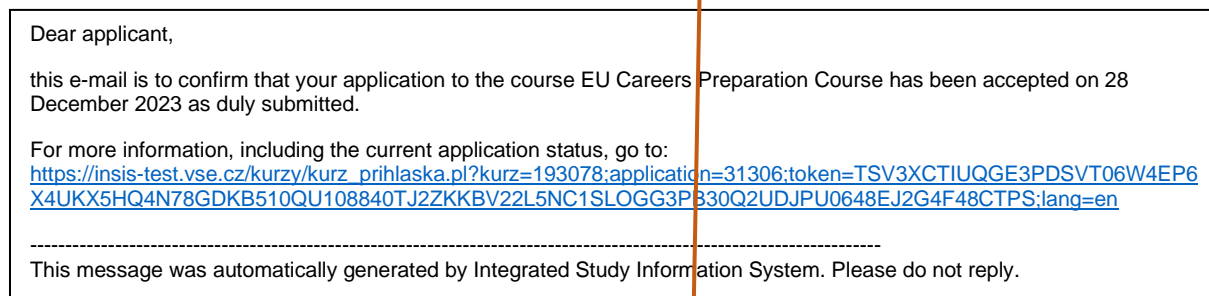 Dear applicant,
this e-mail is to confirm that your application to the course EU Careers Preparation Course has been accepted on 28
December 2023 as duly submitted.
For more information, including the current application status, go to:
https://insis-test.vse.cz/kurzy/kurz_prihlaska.pl?kurz=193078;application=31306;token=TSV3XCTIUQGE3PDSVT06W4EP6
X4UKX5HQ4N78GDKB510QU108840TJ2ZKKBV22L5NC1SLOGG3PB30Q2UDJPU0648EJ2G4F48CTPS;lang=en
--------------------------------------------------------------------------------------------------------------------------
This message was automatically generated by Integrated Study Information System. Please do not reply.